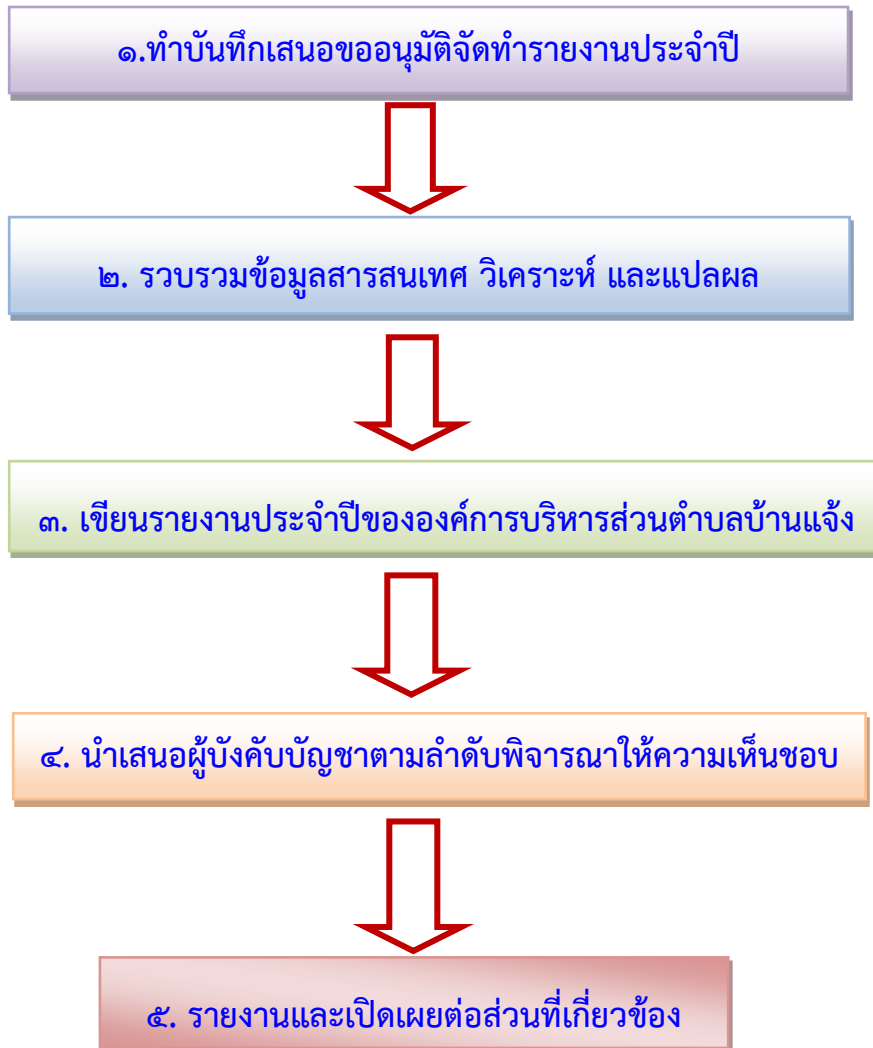 ๑.ทำบันทึกเสนอขออนุมัติจัดทำรายงานประจำปี
๒. รวบรวมข้อมูลสารสนเทศ วิเคราะห์ และแปลผล
๓. เขียนรายงานประจำปีขององค์การบริหารส่วนตำบลบ้านแจ้ง
๔. นำเสนอผู้บังคับบัญชาตามลำดับพิจารณาให้ความเห็นชอบ
๕. รายงานและเปิดเผยต่อส่วนที่เกี่ยวข้อง